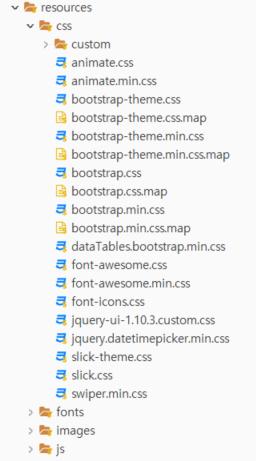 resources
css
custom
animate.css
animate.min.css
bootstrap-theme.css
bootstrap-theme.css.map
bootstrap-theme.min.css
bootstrap-theme.min.css.map
bootstrap.css
bootstrap.css.map
bootstrap.min.css
bootstrap.min.css.map
dataTables.bootstrap.min.css
font-awesome.css
font-awesome.min.css
font-icons.css
jquery-ui-1.10.3.custom.css
jquery.datetimepicker.min.css
slick-theme.css
slick.css
swiper.min.css
fonts
images
js